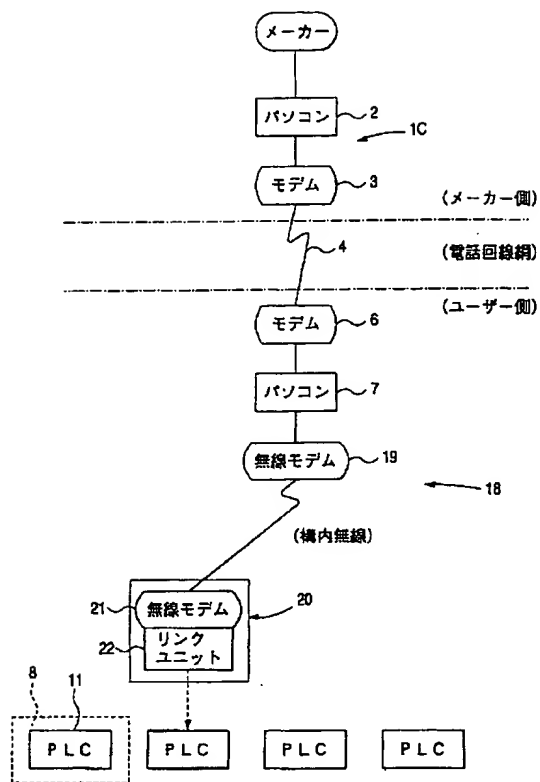 メーカー
パソコン 2
1C
モデム 3
(メーカー側)
4
(電話回線網)
(ユーザー側)
モデム 6
パソコン 7
無線モデム 19
18
(構内無線)
20
21 無線モデム
22 リンク
ユニット
8 11
PLC PLC PLC PLC